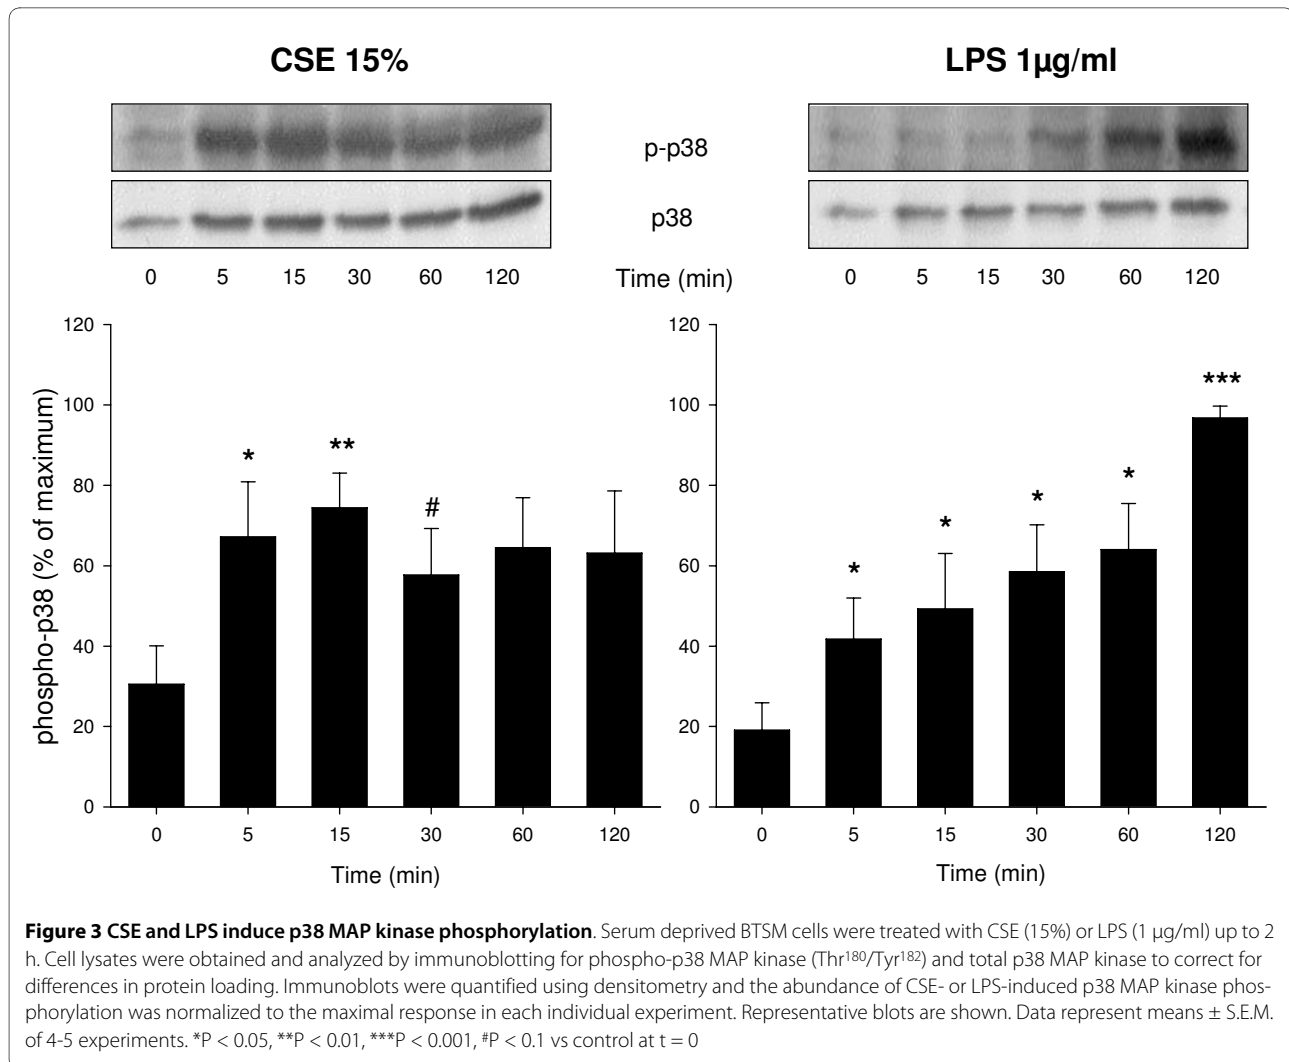 CSE 15%
LPS 1µg/ml
p-p38
p38
0 5 15 30 60 120
Time (min)
0 5 15 30 60 120
phospho-p38 (% of maximum)
120
100
80
60
40
20
0
*
**
#
0 5 15 30 60 120
Time (min)
120
100
80
60
40
20
0
*
*
*
*
***
0 5 15 30 60 120
Time (min)
Figure 3 CSE and LPS induce p38 MAP kinase phosphorylation. Serum deprived BTSM cells were treated with CSE (15%) or LPS (1 µg/ml) up to 2
h. Cell lysates were obtained and analyzed by immunoblotting for phospho-p38 MAP kinase (Thr¹⁸⁰/Tyr¹⁸²) and total p38 MAP kinase to correct for
differences in protein loading. Immunoblots were quantified using densitometry and the abundance of CSE- or LPS-induced p38 MAP kinase phos-
phorylation was normalized to the maximal response in each individual experiment. Representative blots are shown. Data represent means ± S.E.M.
of 4-5 experiments. *P < 0.05, **P < 0.01, ***P < 0.001, #P < 0.1 vs control at t = 0